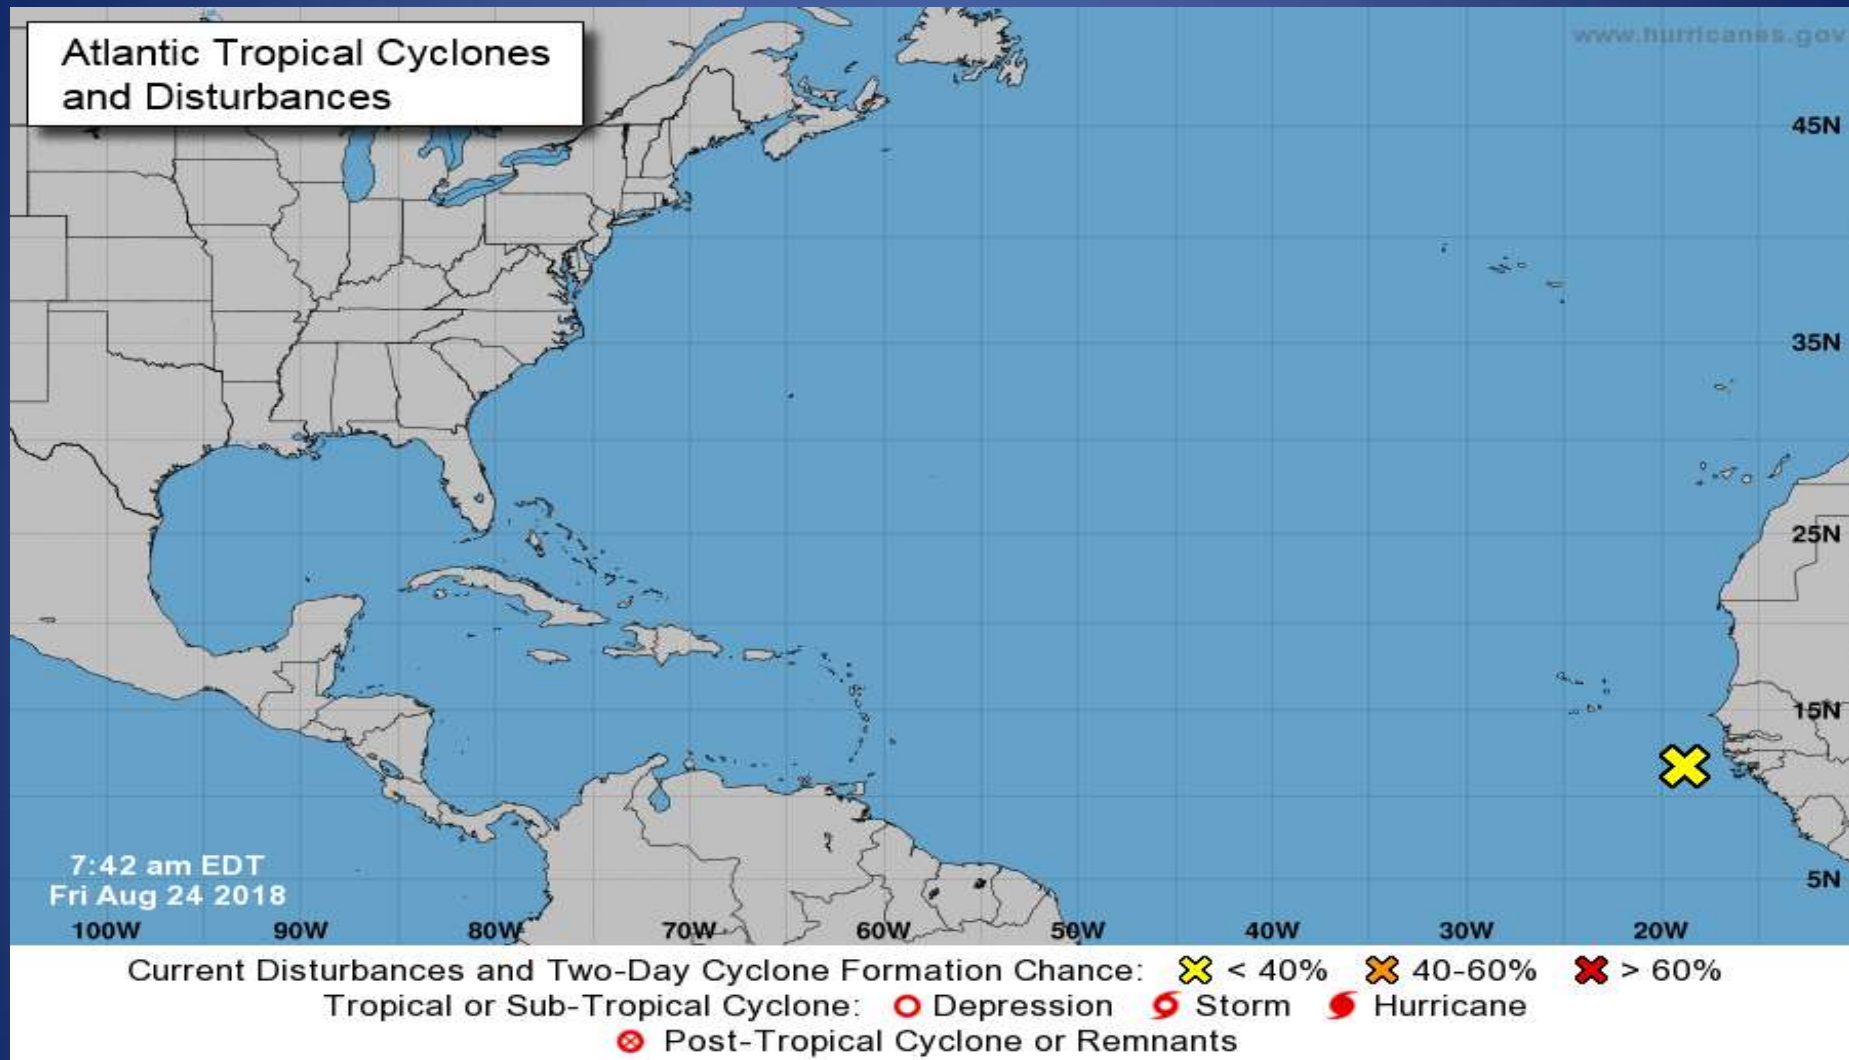 Atlantic Tropical Cyclones
and Disturbances
www.hurricanes.gov
45N
35N
25N
15N
5N
7:42 am EDT
Fri Aug 24 2018
100W 90W 80W 70W 60W 50W 40W 30W 20W
Current Disturbances and Two-Day Cyclone Formation Chance: < 40% 40-60% > 60%
Tropical or Sub-Tropical Cyclone: Depression Storm Hurricane
Post-Tropical Cyclone or Remnants